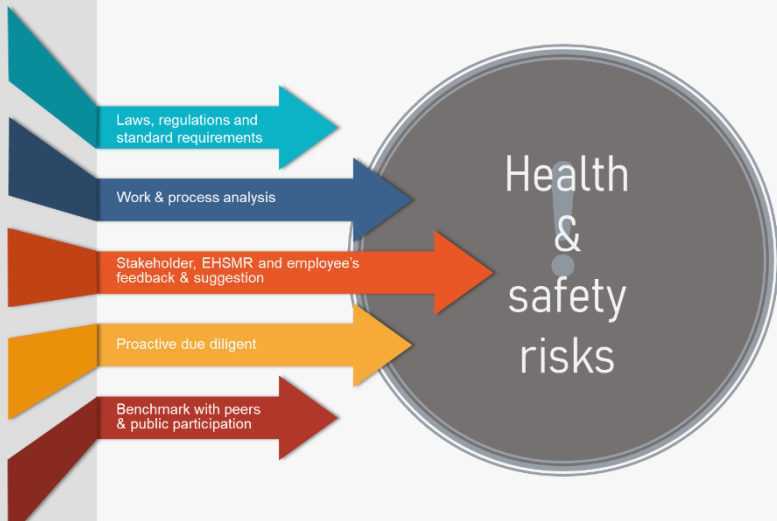 Laws, regulations and
standard requirements
Work & process analysis
Stakeholder, EHSMR and employee's
feedback & suggestion
Proactive due diligent
Benchmark with peers
& public participation
!
Health
&
safety
risks